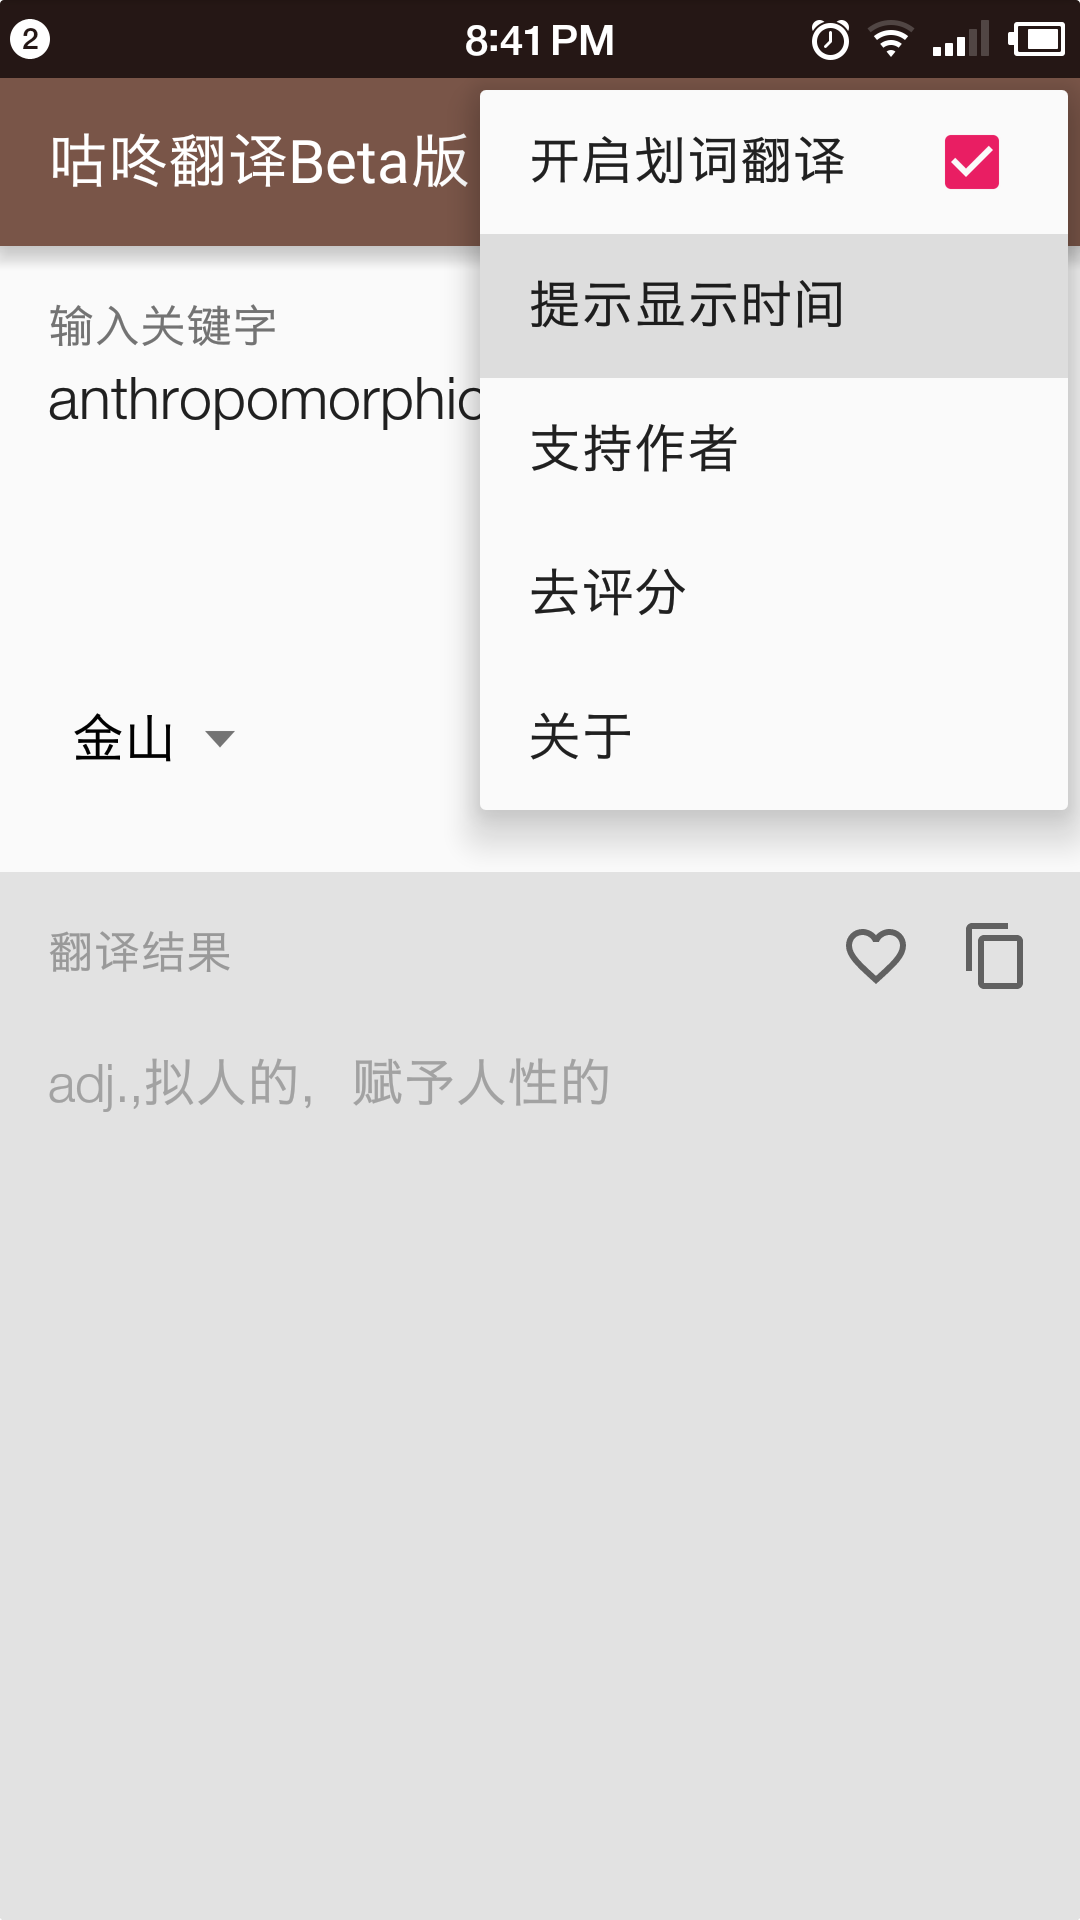 2
8:41 PM
咕咚翻译Beta版
开启划词翻译
提示显示时间
支持作者
去评分
关于
输入关键字
anthropomorphic
金山
翻译结果
adj.,拟人的，赋予人性的